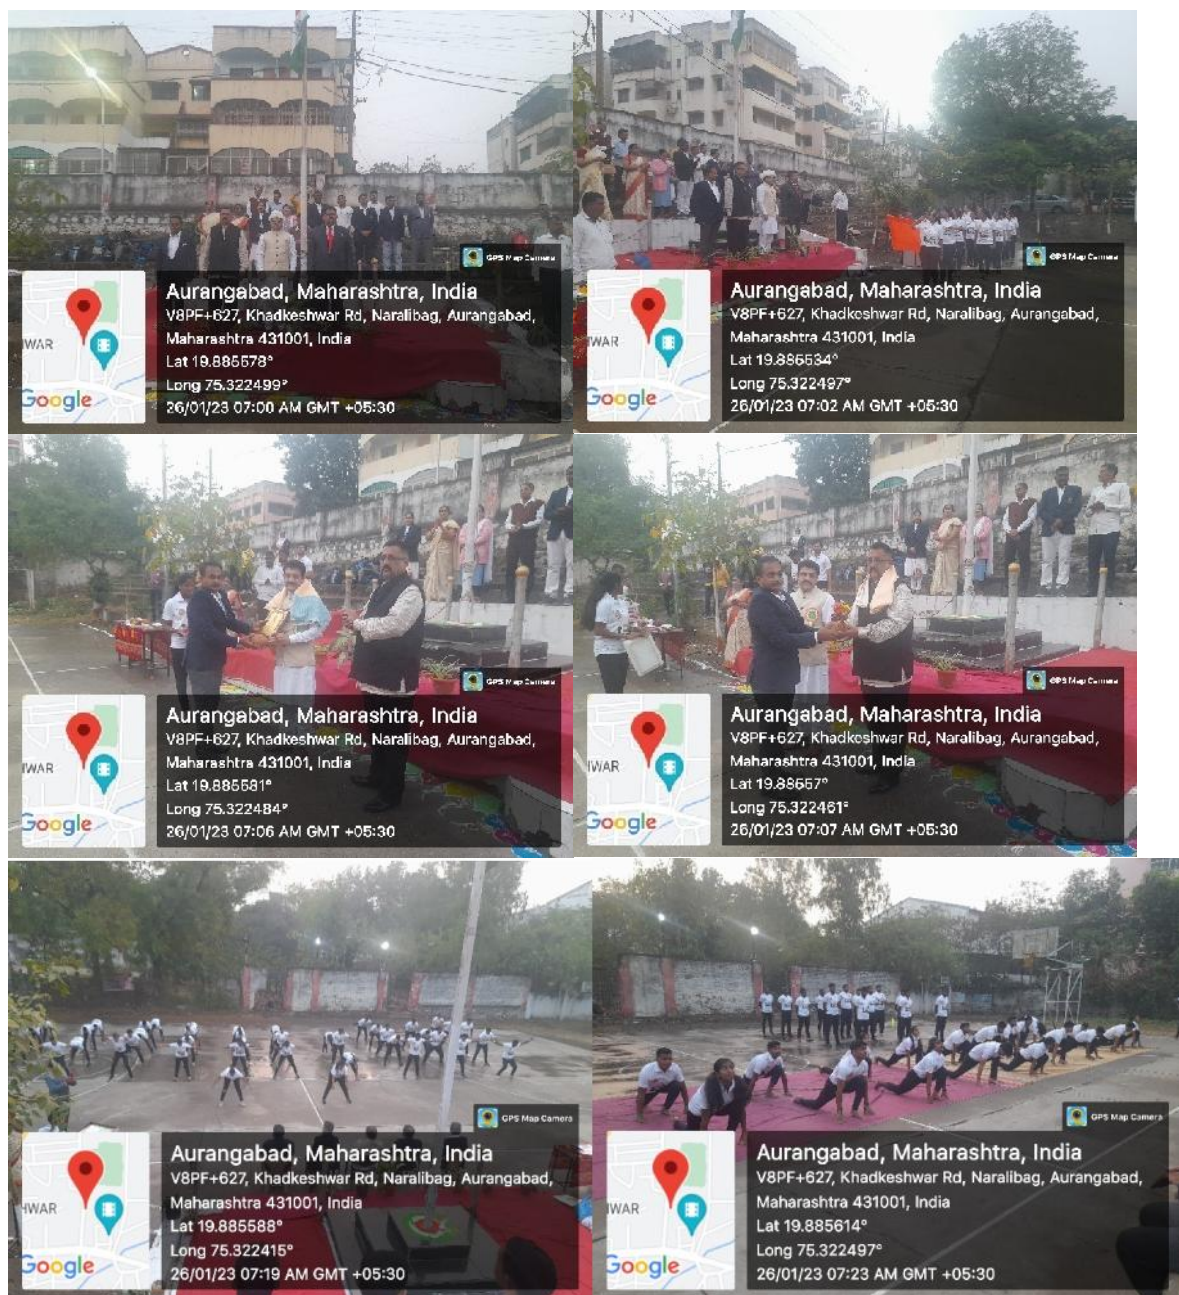 GPS Map Camera
Aurangabad, Maharashtra, India
V8PF+627, Khadkeshwar Rd, Naralibag, Aurangabad,
Maharashtra 431001, India
Lat 19.885578°
Long 75.322499°
26/01/23 07:00 AM GMT +05:30
WAR
Google
GPS Map Camera
Aurangabad, Maharashtra, India
V8PF+627, Khadkeshwar Rd, Naralibag, Aurangabad,
Maharashtra 431001, India
Lat 19.885534°
Long 75.322497°
26/01/23 07:02 AM GMT +05:30
WAR
Google
GPS Map Camera
Aurangabad, Maharashtra, India
V8PF+627, Khadkeshwar Rd, Naralibag, Aurangabad,
Maharashtra 431001, India
Lat 19.885581°
Long 75.322484°
26/01/23 07:06 AM GMT +05:30
WAR
Google
GPS Map Camera
Aurangabad, Maharashtra, India
V8PF+627, Khadkeshwar Rd, Naralibag, Aurangabad,
Maharashtra 431001, India
Lat 19.88557°
Long 75.322461°
26/01/23 07:07 AM GMT +05:30
WAR
Google
GPS Map Camera
Aurangabad, Maharashtra, India
V8PF+627, Khadkeshwar Rd, Naralibag, Aurangabad,
Maharashtra 431001, India
Lat 19.885588°
Long 75.322415°
26/01/23 07:19 AM GMT +05:30
WAR
Google
GPS Map Camera
Aurangabad, Maharashtra, India
V8PF+627, Khadkeshwar Rd, Naralibag, Aurangabad,
Maharashtra 431001, India
Lat 19.885614°
Long 75.322497°
26/01/23 07:23 AM GMT +05:30
WAR
Google